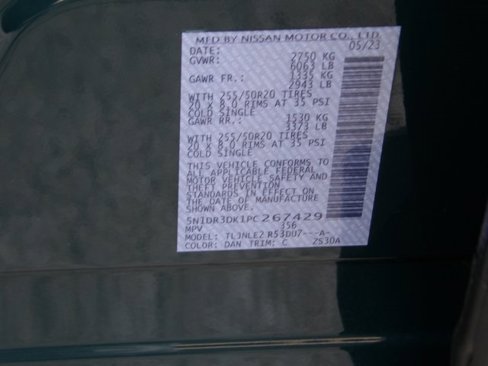 MFD BY NISSAN MOTOR CO., LTD.
DATE: 05/23
GVWR: 2750 KG
6063 LB
GAWR FR.: 1335 KG
2943 LB
WITH 255/50R20 TIRES
20 x 8.0 RIMS AT 35 PSI
COLD SINGLE
GAWR RR.: 1530 KG
3373 LB
WITH 255/50R20 TIRES
20 X 8.0 RIMS AT 35 PSI
COLD SINGLE
THIS VEHICLE CONFORMS TO
ALL APPLICABLE FEDERAL
MOTOR VEHICLE SAFETY AND
THEFT PREVENTION
STANDARDS IN EFFECT ON
THE DATE OF MANUFACTURE
SHOWN ABOVE.
5N1DR3DK1PC267429
MPV 356
MODEL: TLJNLE2 R53DU7---A-
COLOR: DAN TRIM: C ZS3DA